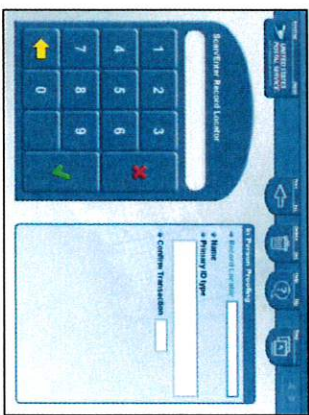 UNITED STATES
POSTAL SERVICE
Scan/Enter Record Locator
1 2 3
4 5 6
7 8 9
0
In Person Proofing
Record Locator
Name
Primary ID type
Confirm Transaction